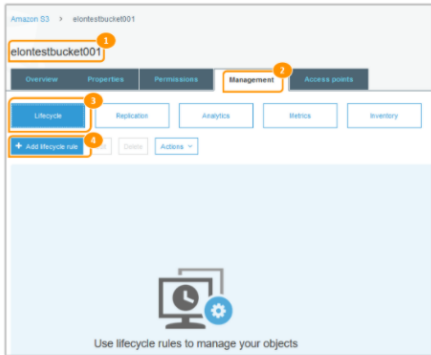 Amazon S3 > elontestbucket001
1
elontestbucket001
2
Overview Properties Permissions Management Access points
3
Lifecycle Replication Analytics Metrics Inventory
4
+ Add lifecycle rule Delete Actions
Use lifecycle rules to manage your objects